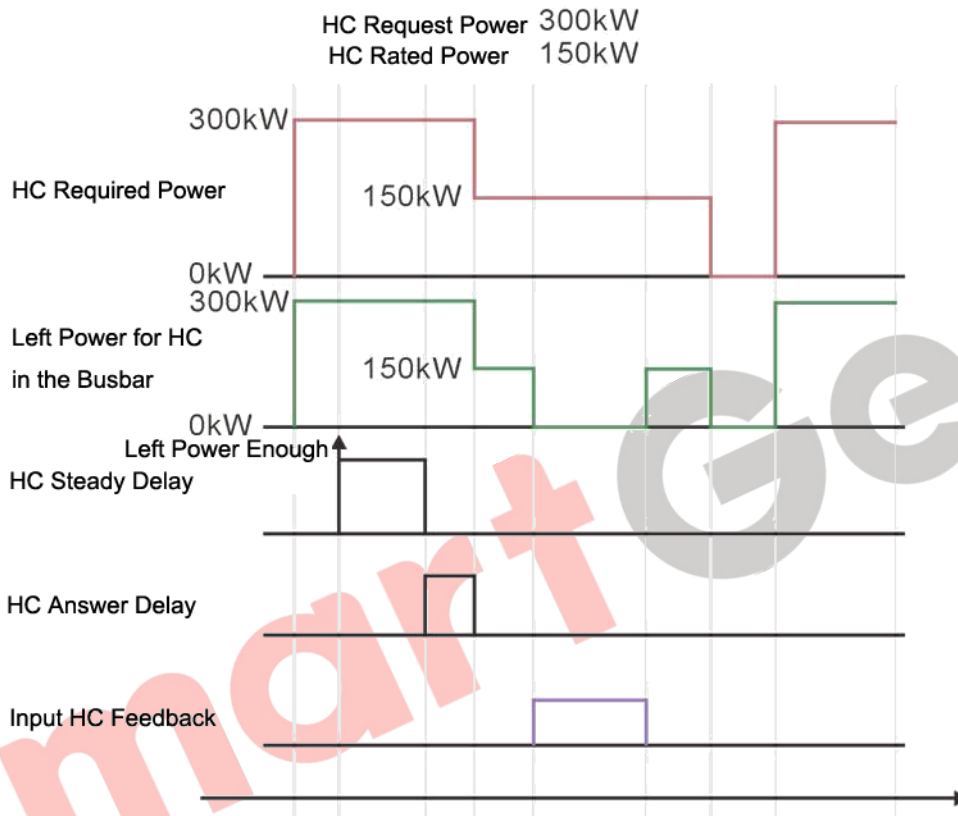 HC Request Power 300kW
HC Rated Power 150kW
300kW
HC Required Power
150kW
0kW
300kW
Left Power for HC
in the Busbar
150kW
0kW
Left Power Enough
HC Steady Delay
HC Answer Delay
Input HC Feedback
martGe